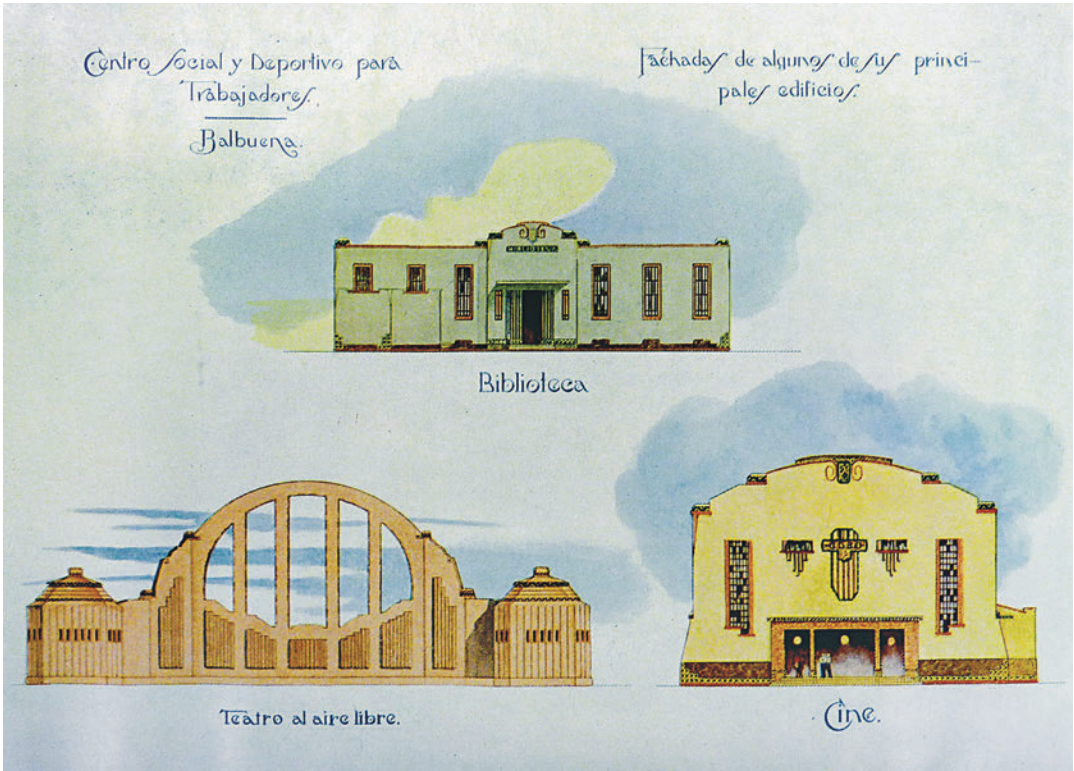 Centro Social y Deportivo para
Trabajadores.
Balbuena.
Fachadas de algunos de sus princi-
pales edificios.
BIBLIOTECA
Biblioteca
Teatro al aire libre.
Cine.